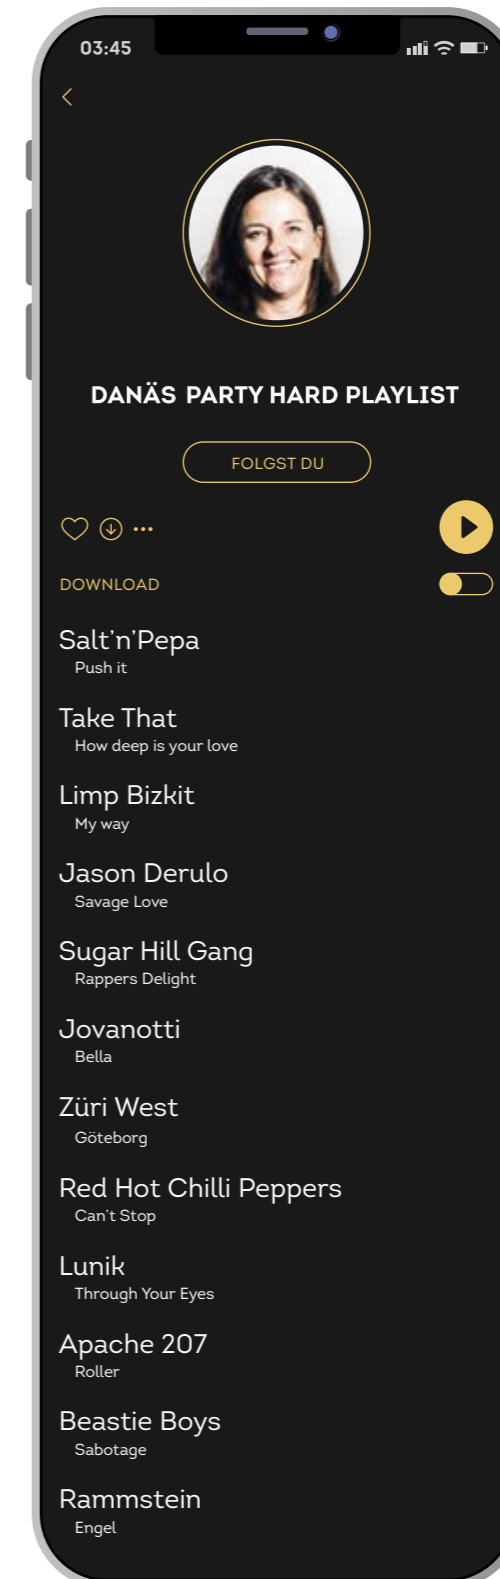 03:45
DANÄS PARTY HARD PLAYLIST
FOLGST DU
DOWNLOAD
Salt’n’Pepa
Push it
Take That
How deep is your love
Limp Bizkit
My way
Jason Derulo
Savage Love
Sugar Hill Gang
Rappers Delight
Jovanotti
Bella
Züri West
Göteborg
Red Hot Chilli Peppers
Can’t Stop
Lunik
Through Your Eyes
Apache 207
Roller
Beastie Boys
Sabotage
Rammstein
Engel